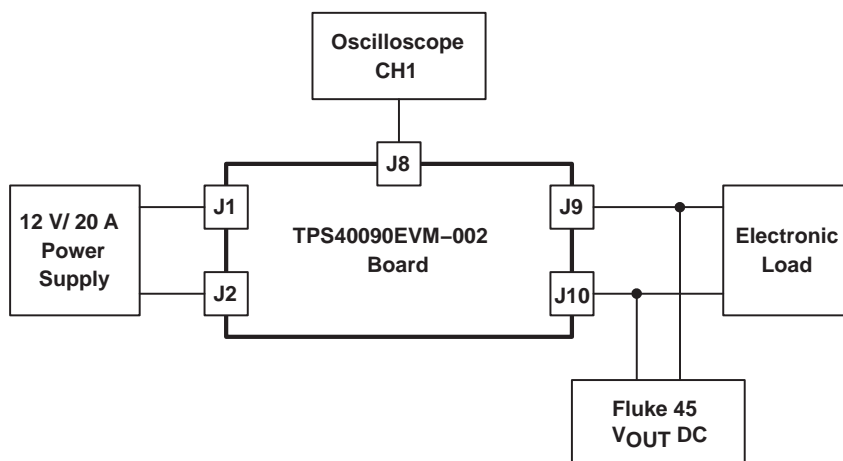 Oscilloscope
CH1
J8
J1
J9
12 V/ 20 A
Power
Supply
TPS40090EVM−002
Board
Electronic
Load
J2
J10
Fluke 45
VOUT DC